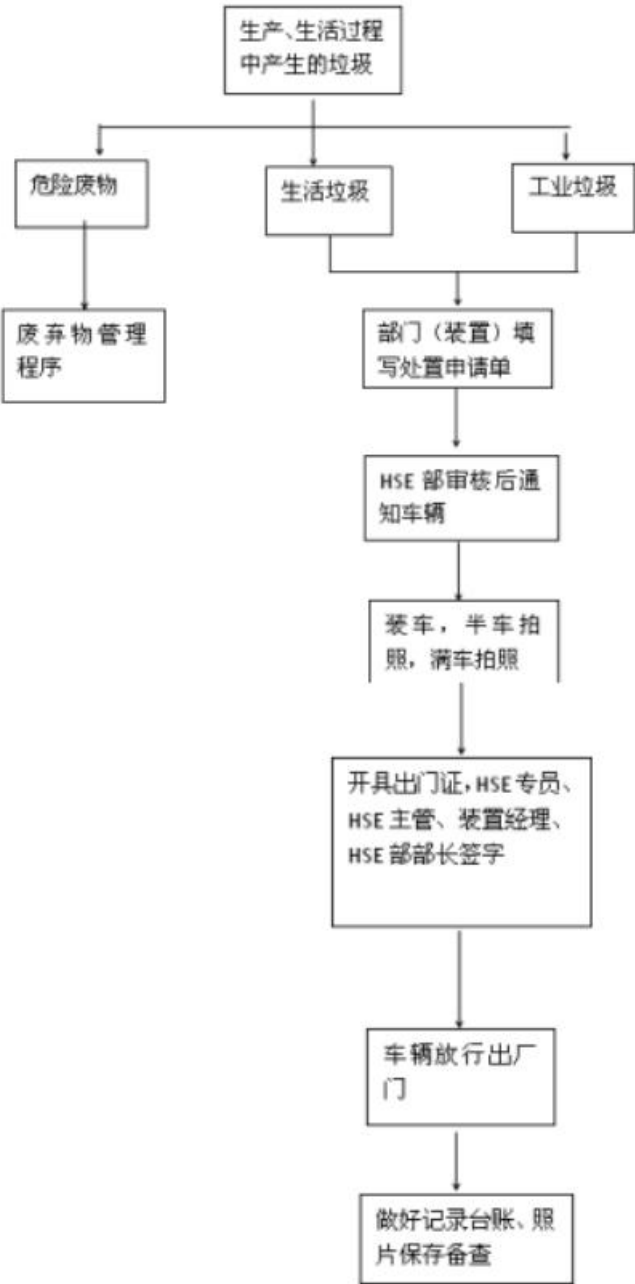 生产、生活过程
中产生的垃圾
危险废物
生活垃圾
工业垃圾
废弃物管理
程序
部门（装置）填
写处置申请单
HSE 部审核后通
知车辆
装车，半车拍
照，满车拍照
开具出门证，HSE 专员、
HSE 主管、装置经理、
HSE 部部长签字
车辆放行出厂
门
做好记录台账、照
片保存备查